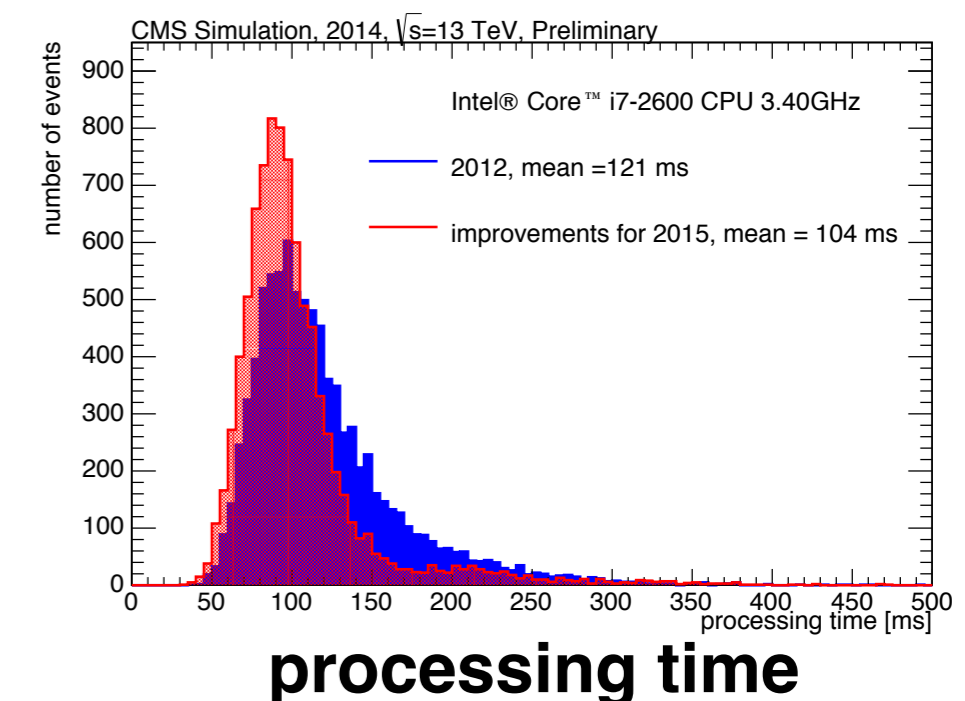 CMS Simulation, 2014, √s=13 TeV, Preliminary
number of events
900
800
700
600
500
400
300
200
100
0
Intel® Core™ i7-2600 CPU 3.40GHz
2012, mean =121 ms
improvements for 2015, mean = 104 ms
0 50 100 150 200 250 300 350 400 450 500
processing time [ms]
processing time